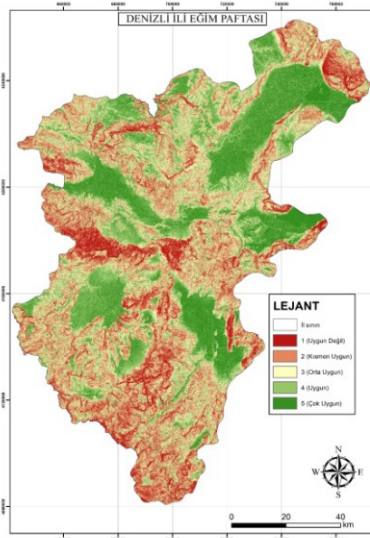 DENİZLİ İLİ EĞİM PAFTASI
LEJANT
İl sınırı
1 (Uygun Değil)
2 (Kısmen Uygun)
3 (Orta Uygun)
4 (Uygun)
5 (Çok Uygun)
N
W E
S
0 20 40
km